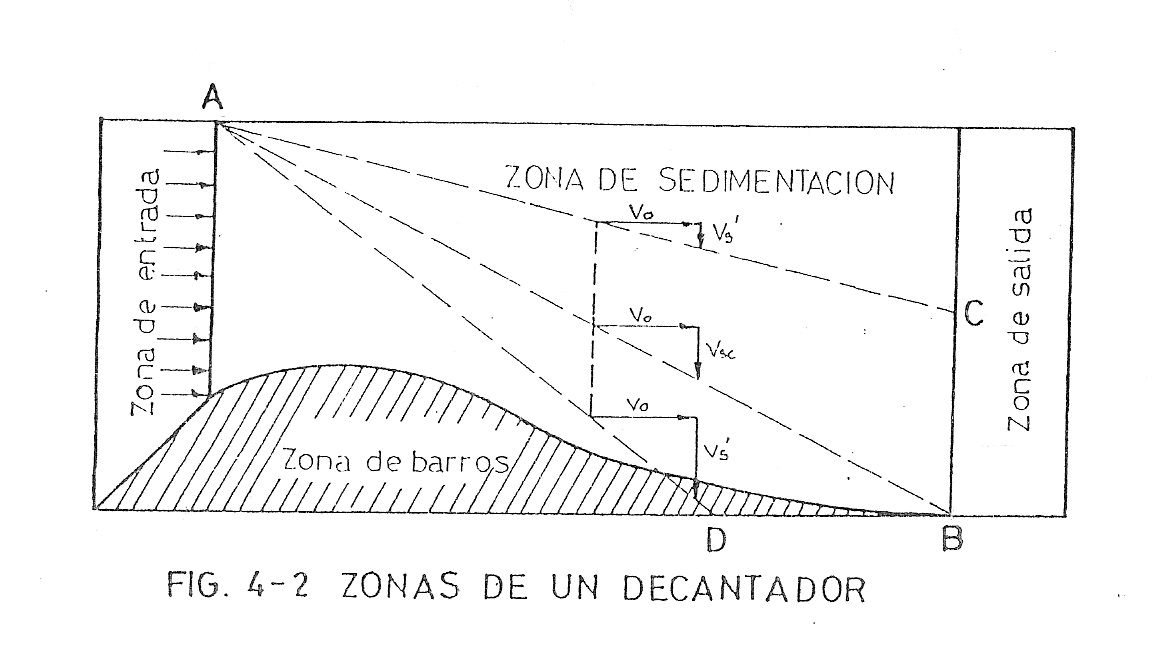 A
ZONA DE SEDIMENTACION
Zona de entrada
Vo
Vs'
C
Zona de salida
Vo
Vsc
Vo
Vs'
Zona de barros
D
B
FIG. 4-2 ZONAS DE UN DECANTADOR